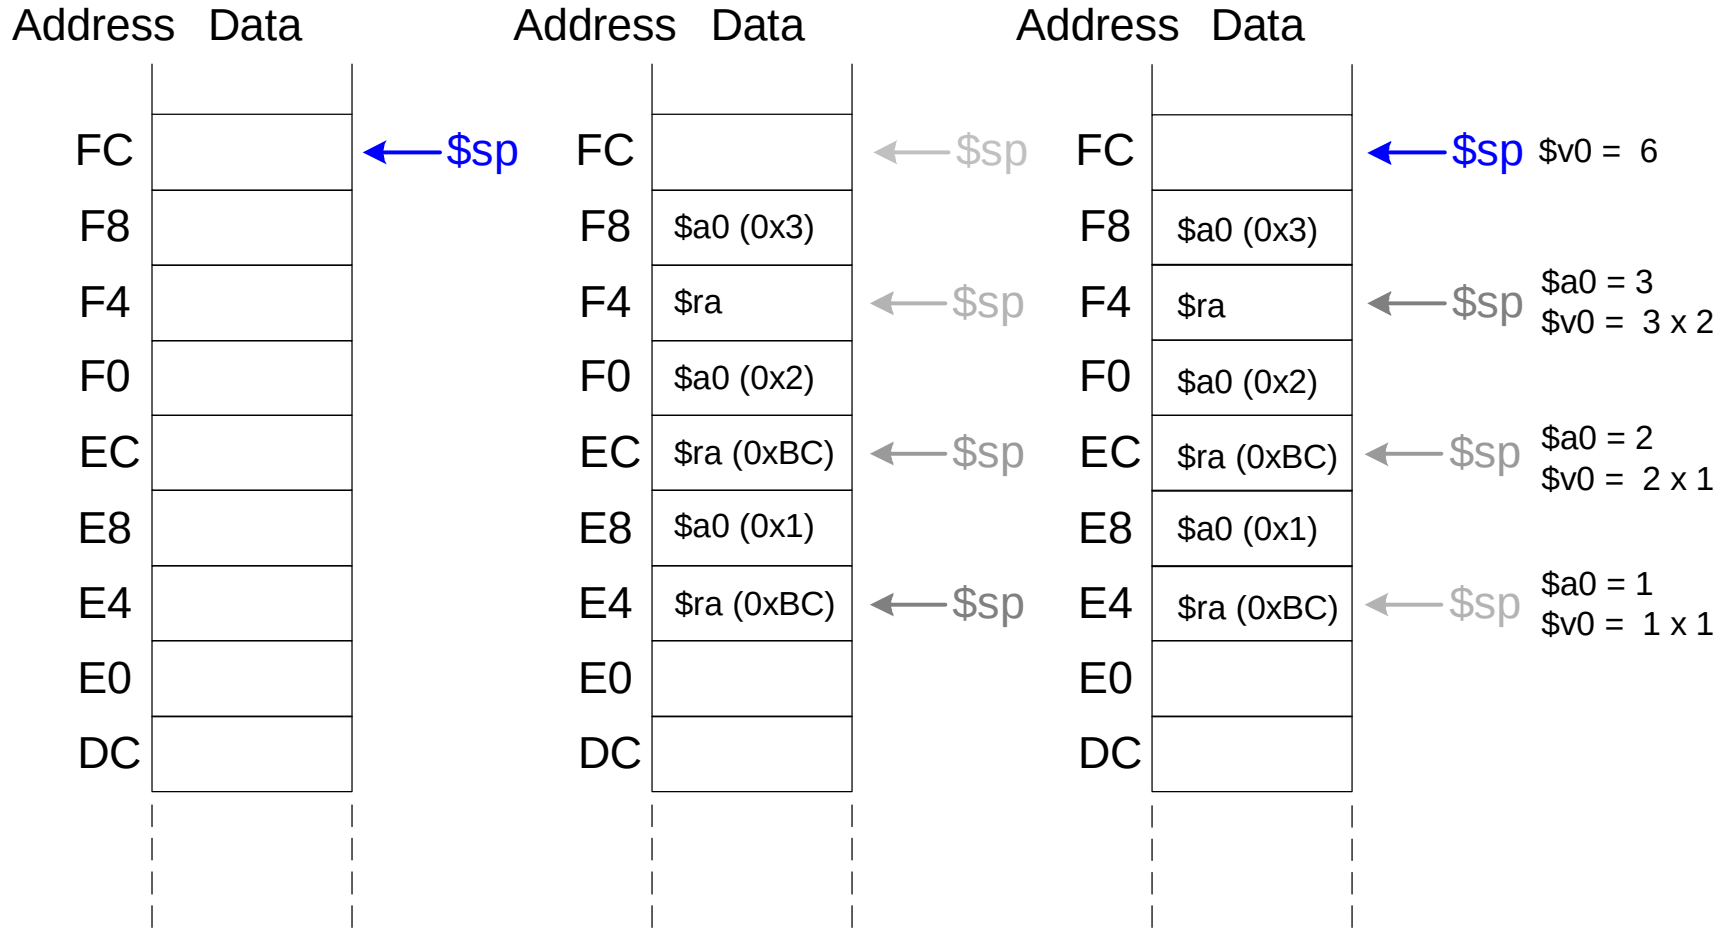 Address Data Address Data Address Data
FC $sp FC $sp FC $sp $v0 = 6
F8 F8 $a0 (0x3) F8 $a0 (0x3)
F4 F4 $ra $sp F4 $ra $sp $a0 = 3
$v0 = 3 x 2
F0 F0 $a0 (0x2) F0 $a0 (0x2)
EC EC $ra (0xBC) $sp EC $ra (0xBC) $sp $a0 = 2
$v0 = 2 x 1
E8 E8 $a0 (0x1) E8 $a0 (0x1)
E4 E4 $ra (0xBC) $sp E4 $ra (0xBC) $sp $a0 = 1
$v0 = 1 x 1
E0 E0 E0
DC DC DC